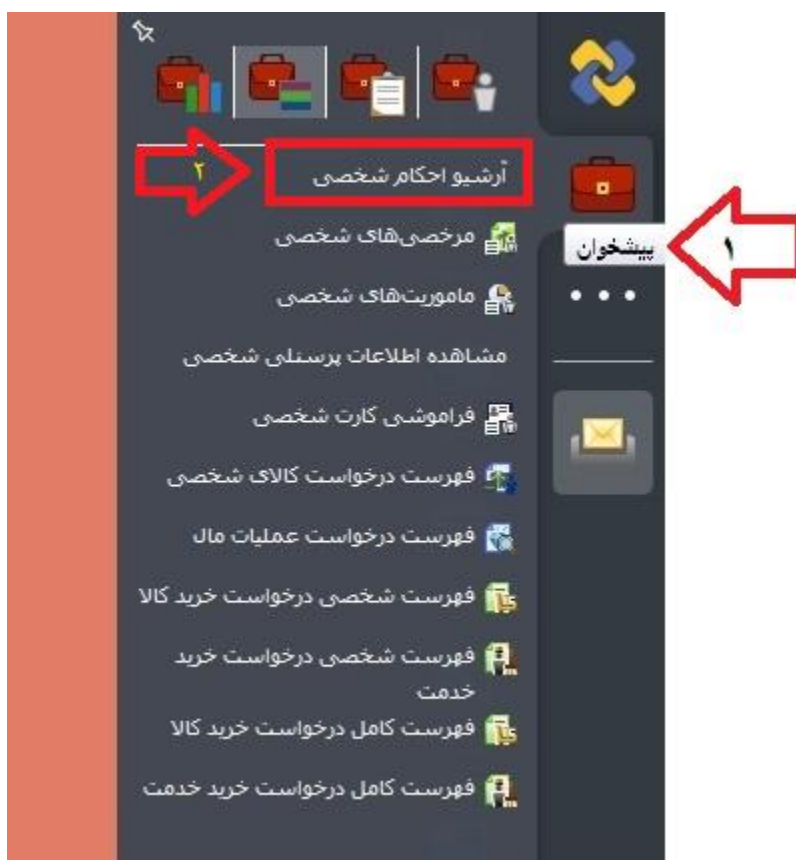 آرشیو احکام شخصی
۲
مرخصی‌های شخصی
پیشخوان
۱
ماموریت‌های شخصی
مشاهده اطلاعات پرسنلی شخصی
فراموشی کارت شخصی
فهرست درخواست کالای شخصی
فهرست درخواست عملیات مال
فهرست شخصی درخواست خرید کالا
فهرست شخصی درخواست خرید
خدمت
فهرست کامل درخواست خرید کالا
فهرست کامل درخواست خرید خدمت